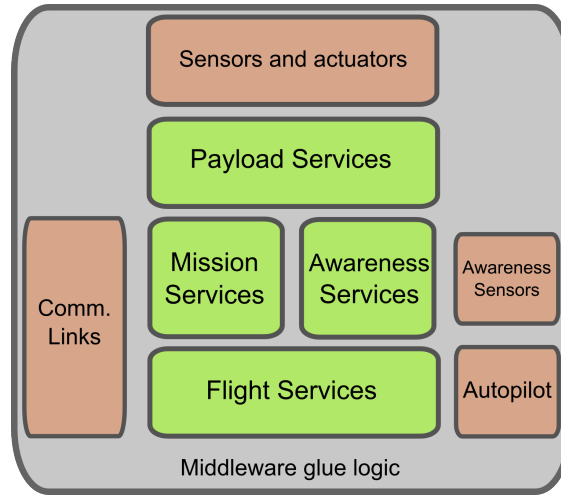 Sensors and actuators
Payload Services
Mission
Services
Awareness
Services
Awareness
Sensors
Comm.
Links
Flight Services
Autopilot
Middleware glue logic